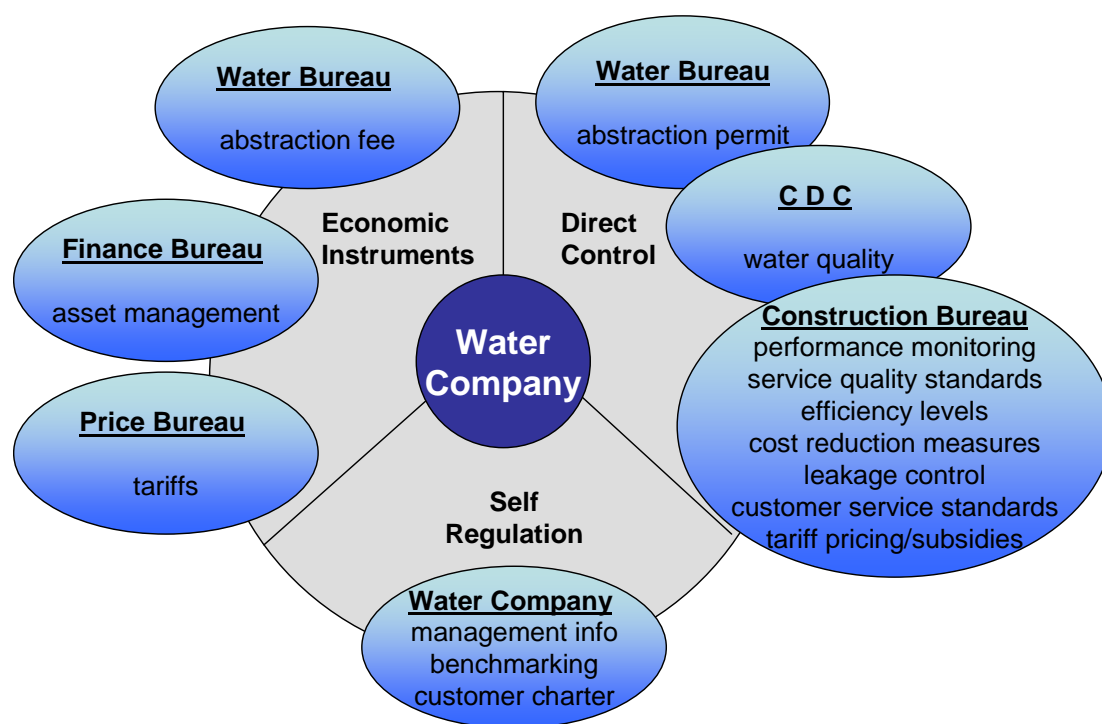 Water Bureau
abstraction fee
Water Bureau
abstraction permit
C D C
water quality
Economic
Instruments
Direct
Control
Finance Bureau
asset management
Water
Company
Construction Bureau
performance monitoring
service quality standards
efficiency levels
cost reduction measures
leakage control
customer service standards
tariff pricing/subsidies
Price Bureau
tariffs
Self
Regulation
Water Company
management info
benchmarking
customer charter